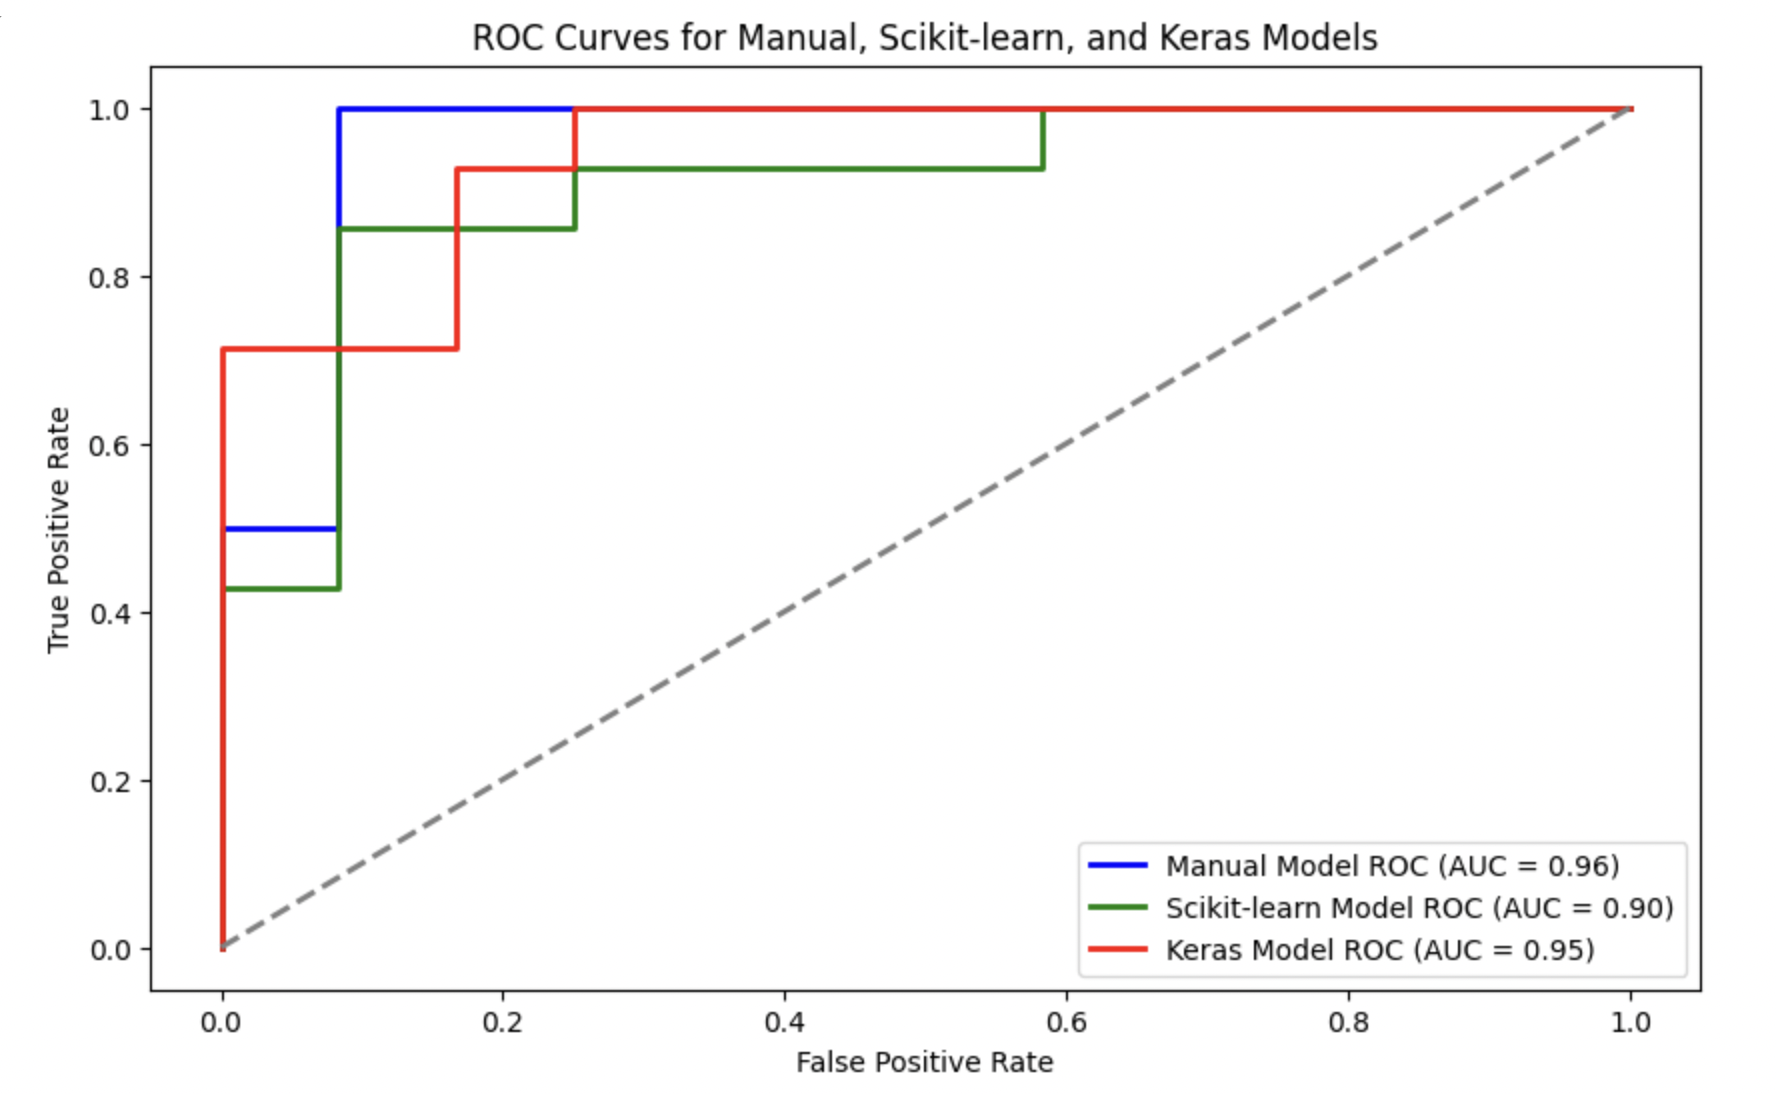 ROC Curves for Manual, Scikit-learn, and Keras Models
True Positive Rate
1.0
0.8
0.6
0.4
0.2
0.0
Manual Model ROC (AUC = 0.96)
Scikit-learn Model ROC (AUC = 0.90)
Keras Model ROC (AUC = 0.95)
0.0 0.2 0.4 0.6 0.8 1.0
False Positive Rate